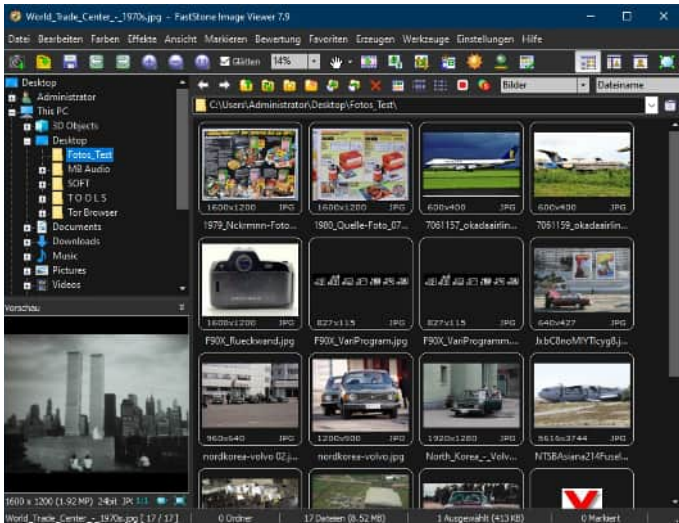 World_Trade_Center_-_1970s.jpg - FastStone Image Viewer 7.9
Datei Bearbeiten Farben Effekte Ansicht Markieren Bewertung Favoriten Erzeugen Werkzeuge Einstellungen Hilfe
Glätten 14%
Bilder Dateiname
C:\Users\Administrator\Desktop\Fotos_Test\
Desktop
Administrator
This PC
3D Objects
Desktop
Fotos_Test
MB Audio
SOFT
T O O L S
Tor Browser
Documents
Downloads
Music
Pictures
Videos
Vorschau
1600x1200 JPG 1600x1200 JPG 600x400 JPG 600x400 JPG
1979_Nckrmnn-Foto... 1980_Quelle-Foto_07... 7061157_okadaairlin... 7061159_okadaairlin...
1600x1200 JPG 827x115 JPG 827x115 JPG 640x427 JPG
F90X_Rueckwand.jpg F90X_VariProgram.jpg F90X_VariProgramm...
960x640 JPG 1200x900 JPG 1920x1280 JPG 5616x3744 JPG
nordkorea-volvo 02.j... nordkorea-volvo.jpg North_Korea_-_Volv... NTSBAsiana214Fusel...
1600 x 1200 (1.92 MP) 24bit JPG 1:1
World_Trade_Center_-_1970s.jpg [ 17 / 17 ] 0 Ordner 17 Dateien (8.52 MB) 1 Ausgewählt (413 KB) 0 Markiert